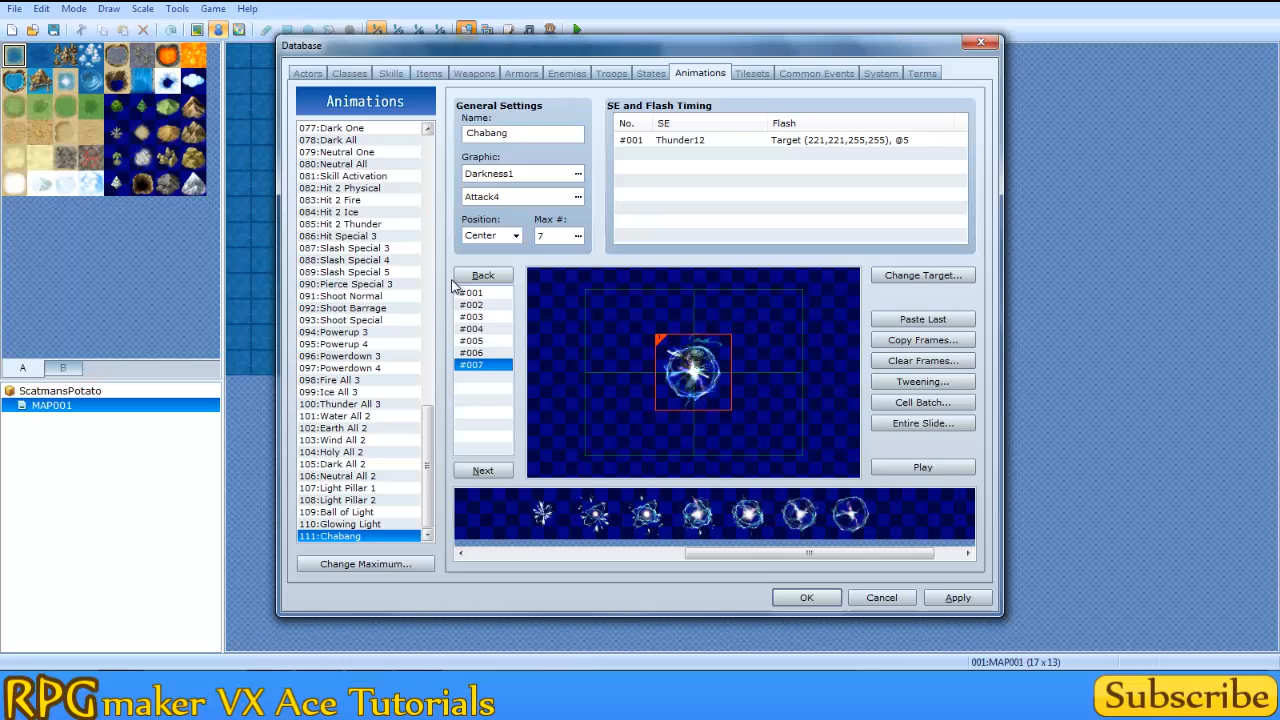 File Edit Mode Draw Scale Tools Game Help
Database
Actors Classes Skills Items Weapons Armors Enemies Troops States Animations Tilesets Common Events System Terms
Animations
077:Dark One
078:Dark All
079:Neutral One
080:Neutral All
081:Skill Activation
082:Hit 2 Physical
083:Hit 2 Fire
084:Hit 2 Ice
085:Hit 2 Thunder
086:Hit Special 3
087:Slash Special 3
088:Slash Special 4
089:Slash Special 5
090:Pierce Special 3
091:Shoot Normal
092:Shoot Barrage
093:Shoot Special
094:Powerup 3
095:Powerup 4
096:Powerdown 3
097:Powerdown 4
098:Fire All 3
099:Ice All 3
100:Thunder All 3
101:Water All 2
102:Earth All 2
103:Wind All 2
104:Holy All 2
105:Dark All 2
106:Neutral All 2
107:Light Pillar 1
108:Light Pillar 2
109:Ball of Light
110:Glowing Light
111:Chabang
Change Maximum...
General Settings
Name:
Chabang
Graphic:
Darkness1 ...
Attack4 ...
Position: Max #:
Center 7 ...
SE and Flash Timing
No. SE Flash
#001 Thunder12 Target (221,221,255,255), @5
Back
#001
#002
#003
#004
#005
#006
#007
Next
Change Target...
Paste Last
Copy Frames...
Clear Frames...
Tweening...
Cell Batch...
Entire Slide...
Play
OK Cancel Apply
A B
ScatmansPotato
MAP001
001:MAP001 (17 x 13)
RPG maker VX Ace Tutorials
Subscribe